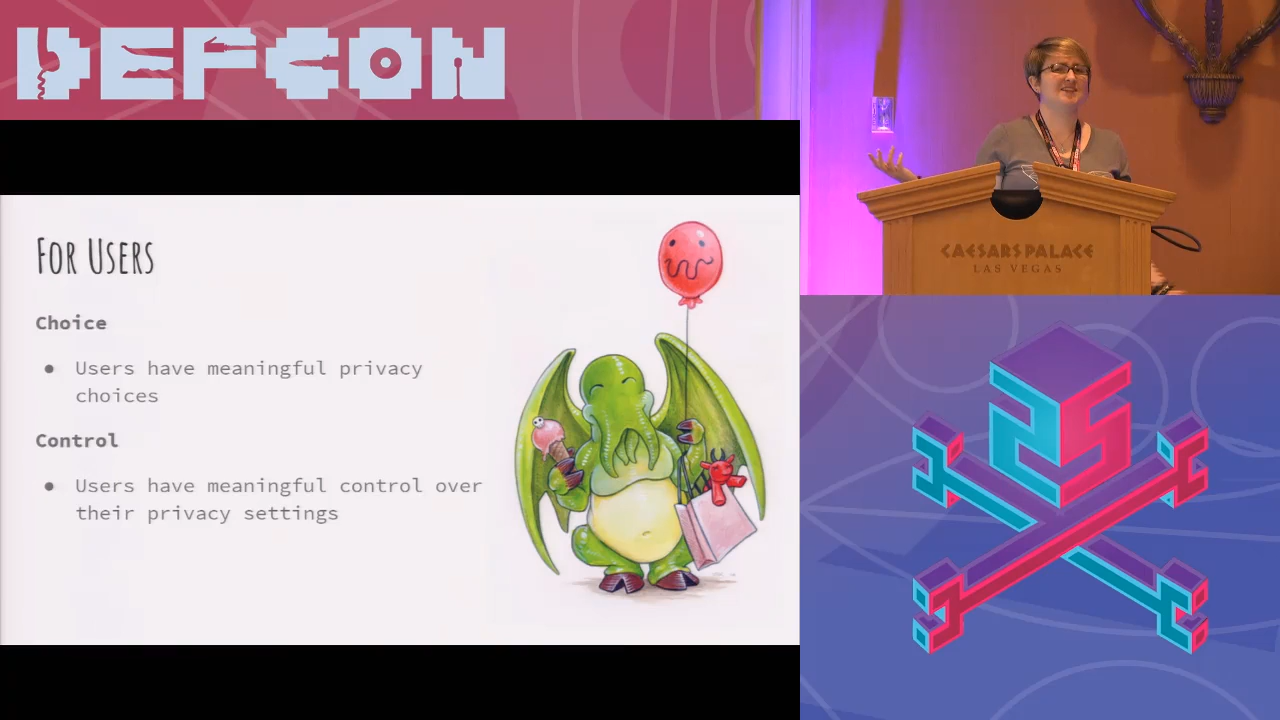 DEFCON
For Users
Choice
● Users have meaningful privacy
choices
Control
● Users have meaningful control over
their privacy settings
CAESARS PALACE
LAS VEGAS
25